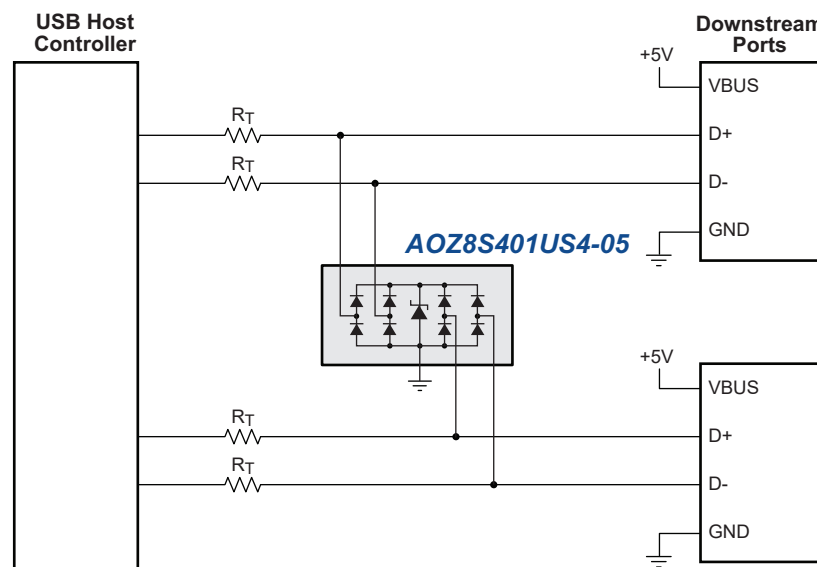 USB Host
Controller
Downstream
Ports
+5V
VBUS
RT
D+
RT
D-
GND
AOZ8S401US4-05
+5V
VBUS
RT
D+
RT
D-
GND